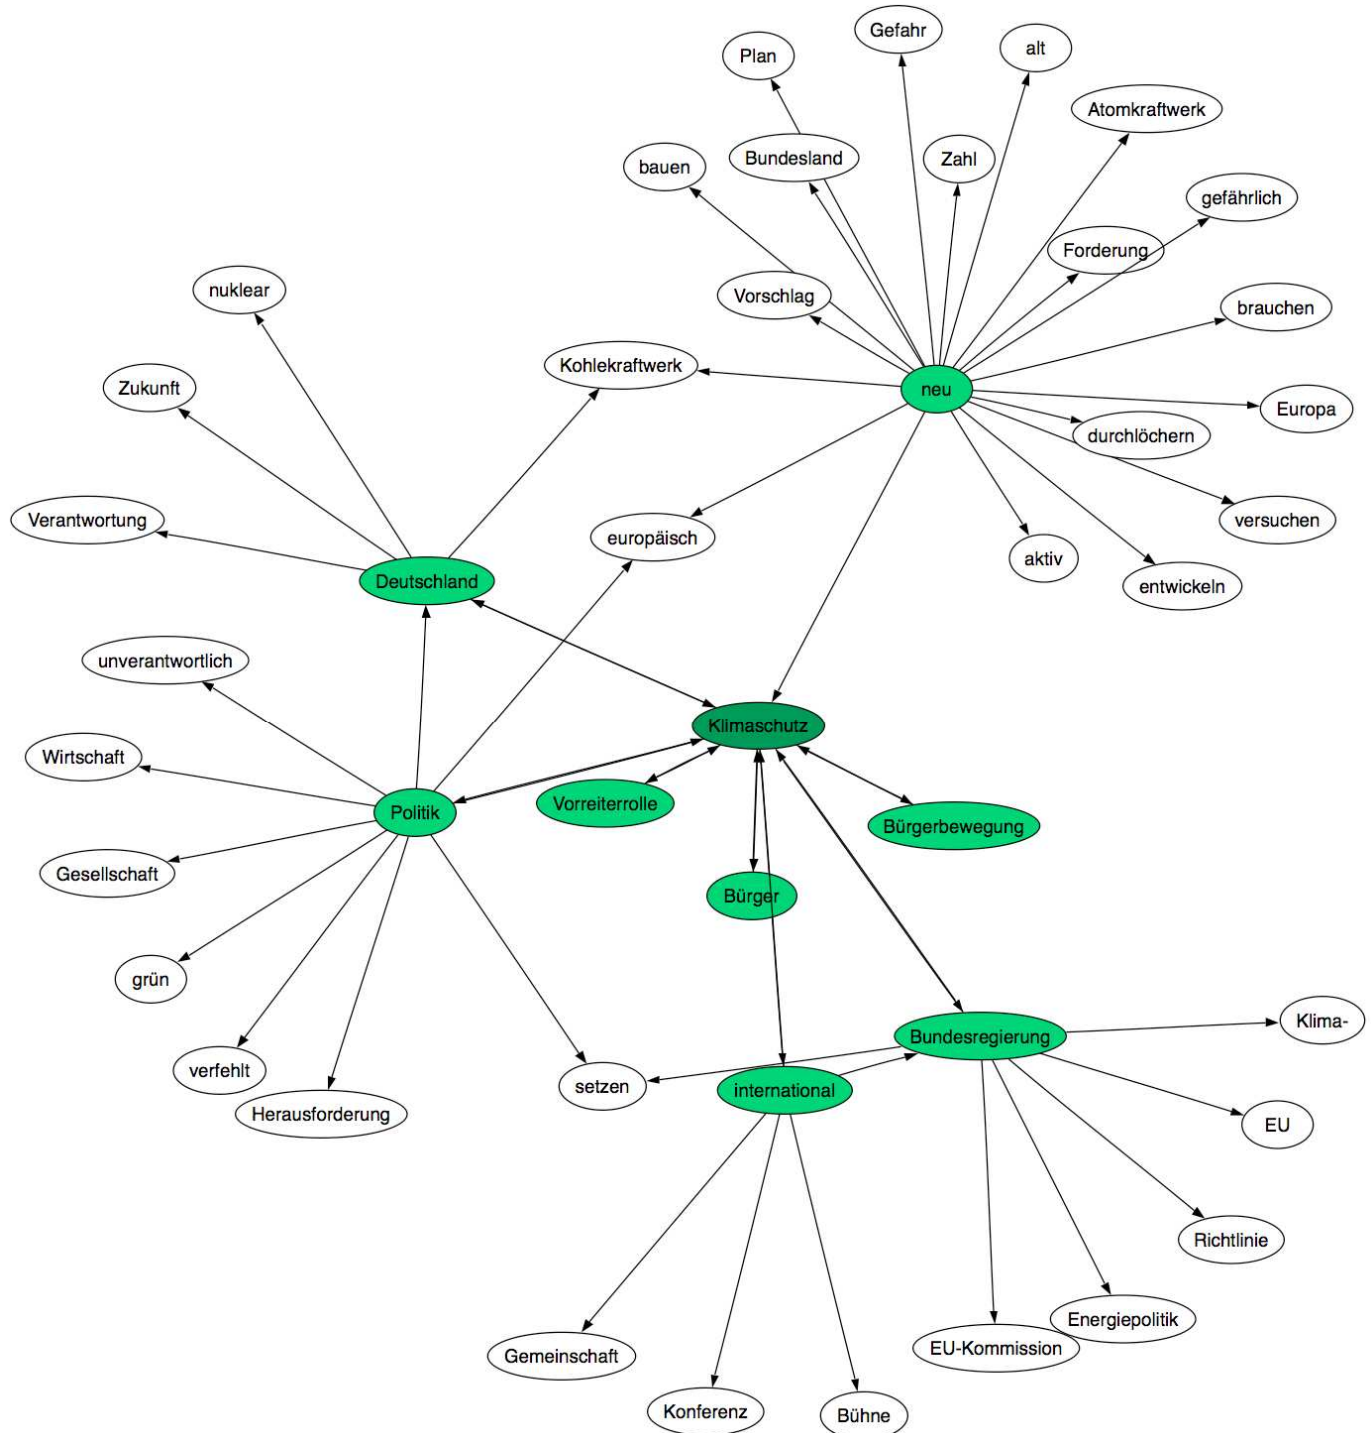 Gefahr
alt
Plan
Atomkraftwerk
Bundesland
Zahl
bauen
gefährlich
Forderung
nuklear
Vorschlag
brauchen
Kohlekraftwerk
Zukunft
neu
Europa
durchlöchern
Verantwortung
versuchen
europäisch
aktiv
Deutschland
entwickeln
unverantwortlich
Klimaschutz
Wirtschaft
Vorreiterrolle
Politik
Bürgerbewegung
Gesellschaft
Bürger
grün
Klima-
Bundesregierung
verfehlt
setzen
international
Herausforderung
EU
Richtlinie
Energiepolitik
EU-Kommission
Gemeinschaft
Konferenz
Bühne